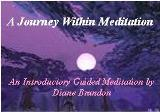 A Journey Within Meditation
An Introductory Guided Meditation by
Diane Brandon